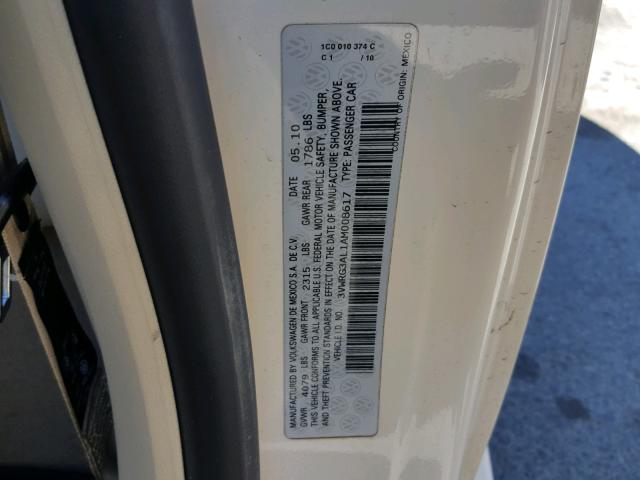 MANUFACTURED BY VOLKSWAGEN DE MEXICO S.A. DE C.V. DATE 05.10
GVWR 4079 LBS GAWR FRONT 2315 LBS GAWR REAR 1786 LBS
THIS VEHICLE CONFORMS TO ALL APPLICABLE U.S. FEDERAL MOTOR VEHICLE SAFETY, BUMPER,
AND THEFT PREVENTION STANDARDS IN EFFECT ON THE DATE OF MANUFACTURE SHOWN ABOVE.
VEHICLE I.D. NO. 3VWRG3AL1AM008617 TYPE: PASSENGER CAR
COUNTRY OF ORIGIN: MEXICO
1C0 010 374 C
C 1 /10